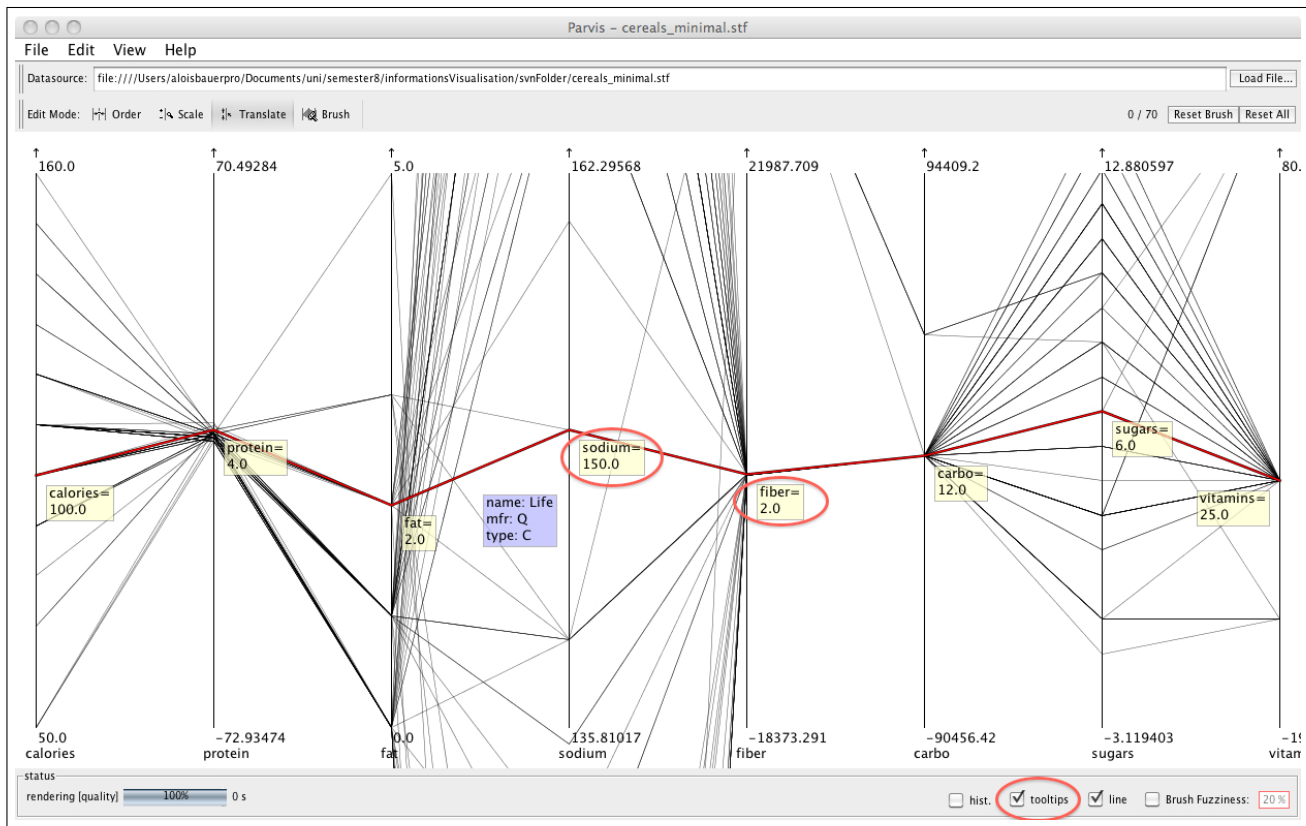 Parvis – cereals_minimal.stf
File Edit View Help
Datasource: file:////Users/aloisbauerpro/Documents/uni/semester8/informationsVisualisation/svnFolder/cereals_minimal.stf Load File...
Edit Mode: Order Scale Translate Brush 0 / 70 Reset Brush Reset All
160.0 70.49284 5.0 162.29568 21987.709 94409.2 12.880597 80.
protein=
4.0
sodium=
150.0
sugars=
6.0
calories=
100.0
carbo=
12.0
fiber=
2.0
vitamins=
25.0
name: Life
mfr: Q
type: C
fat=
2.0
50.0 −72.93474 0.0 135.81017 −18373.291 −90456.42 −3.119403 −19
calories protein fat sodium fiber carbo sugars vitam
status
rendering [quality] 100% 0 s hist. tooltips line Brush Fuzziness: 20 %